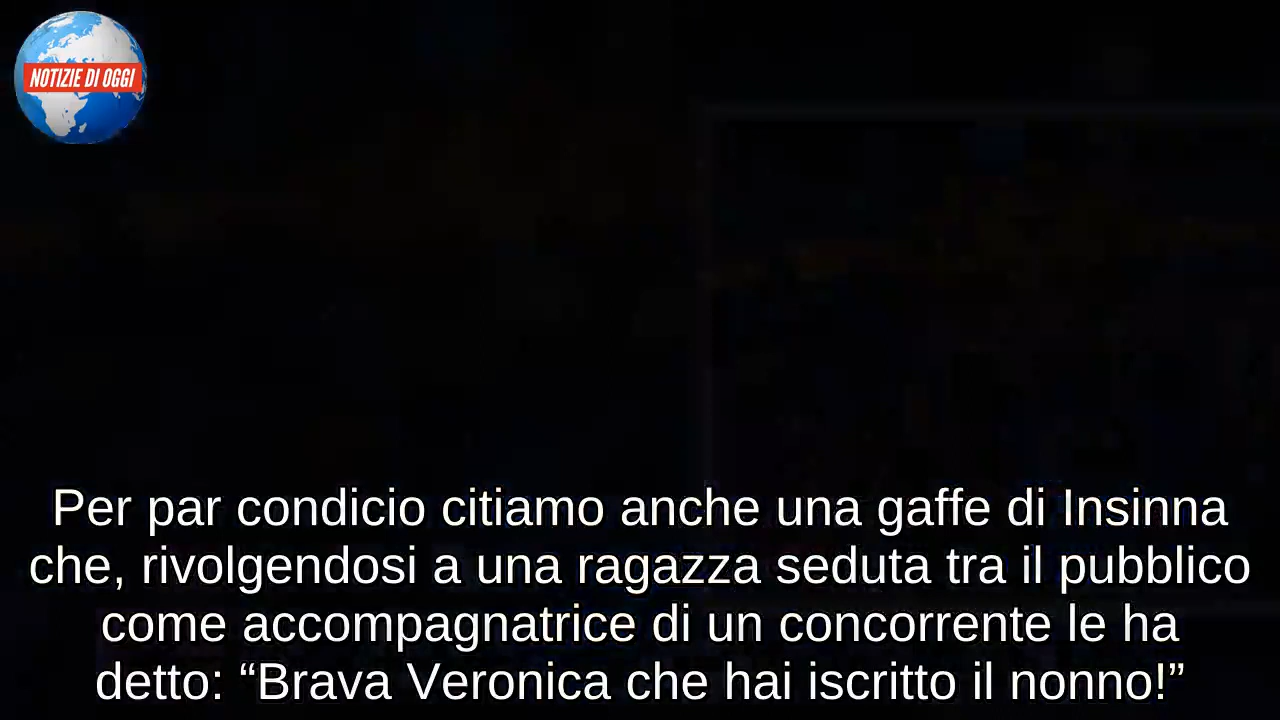 NOTIZIE DI OGGI
Per par condicio citiamo anche una gaffe di Insinna
che, rivolgendosi a una ragazza seduta tra il pubblico
come accompagnatrice di un concorrente le ha
detto: “Brava Veronica che hai iscritto il nonno!”